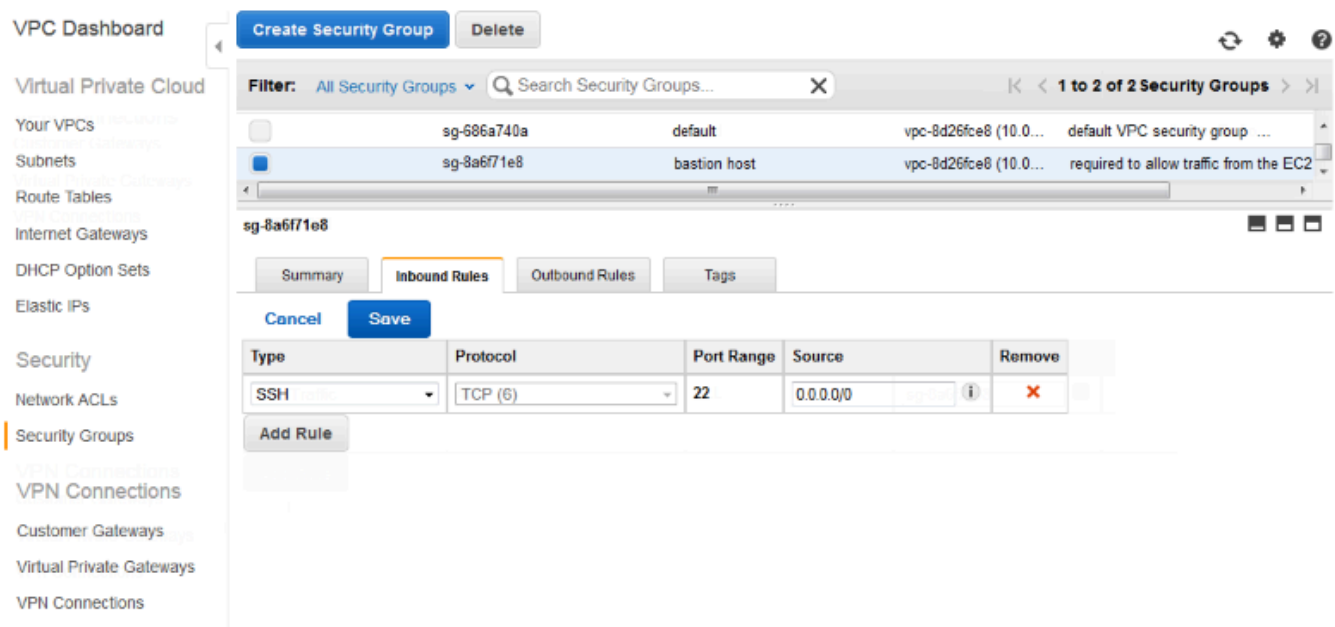 VPC Dashboard
Create Security Group Delete
Virtual Private Cloud
Filter: All Security Groups Search Security Groups... 1 to 2 of 2 Security Groups
Your VPCs
sg-686a740a default vpc-8d26fce8 (10.0... default VPC security group ...
Subnets
sg-8a6f71e8 bastion host vpc-8d26fce8 (10.0... required to allow traffic from the EC2
Route Tables
Internet Gateways
sg-8a6f71e8
DHCP Option Sets
Summary Inbound Rules Outbound Rules Tags
Elastic IPs
Cancel Save
Security
Type Protocol Port Range Source Remove
Network ACLs
SSH TCP (6) 22 0.0.0.0/0
Security Groups
Add Rule
VPN Connections
Customer Gateways
Virtual Private Gateways
VPN Connections